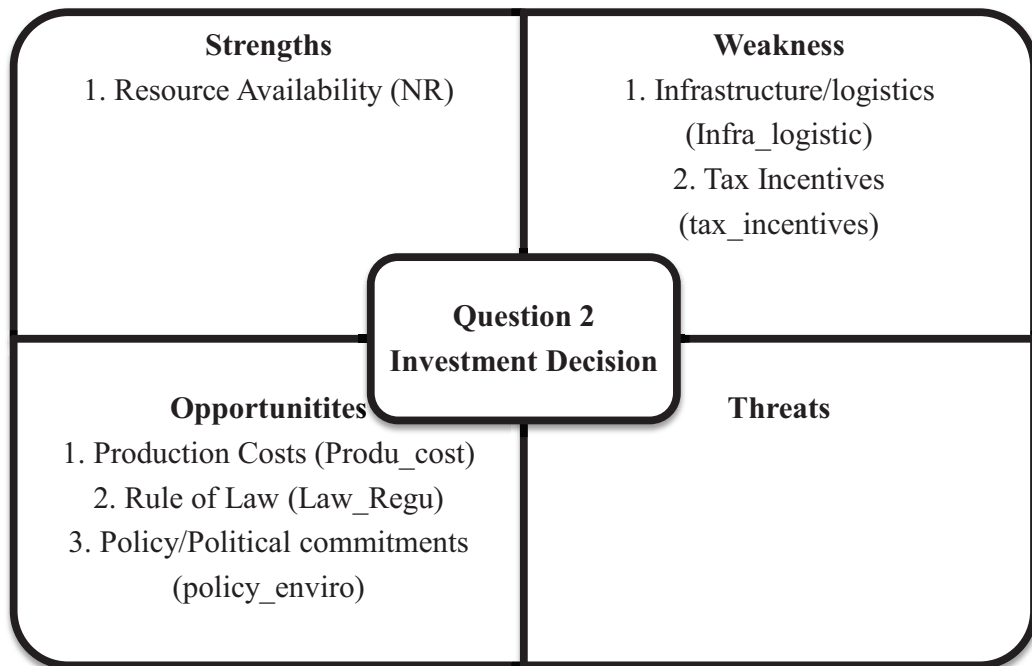 Strengths
1. Resource Availability (NR)
Weakness
1. Infrastructure/logistics
(Infra_logistic)
2. Tax Incentives
(tax_incentives)
Question 2
Investment Decision
Opportunitites
1. Production Costs (Produ_cost)
2. Rule of Law (Law_Regu)
3. Policy/Political commitments
(policy_enviro)
Threats